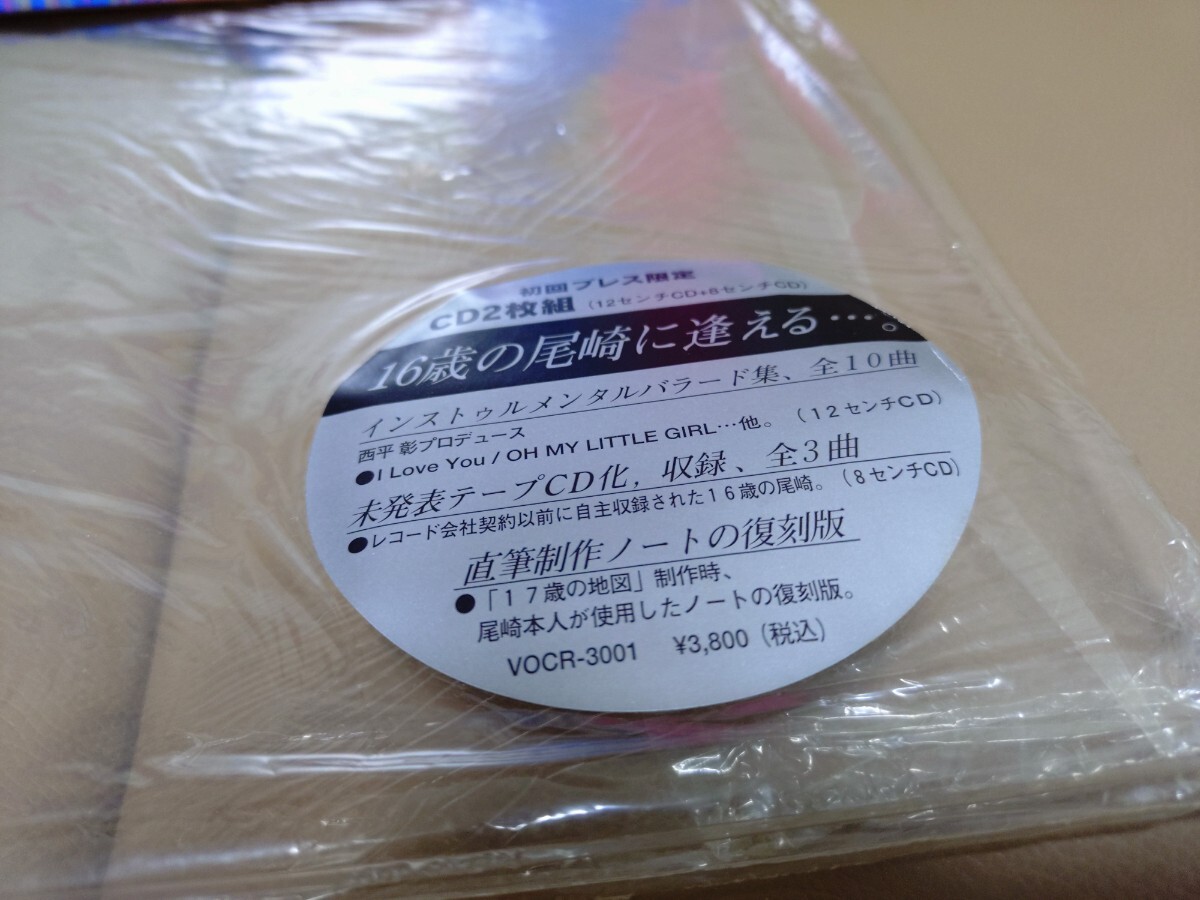 初回プレス限定
CD2枚組(12センチCD+8センチCD)
16歳の尾崎に逢える…。
インストゥルメンタルバラード集、全10曲
西平 彰プロデュース
●I Love You / OH MY LITTLE GIRL…他。(12センチCD)
未発表テープCD化, 収録、全3曲
●レコード会社契約以前に自主収録された16歳の尾崎。(8センチCD)
直筆制作ノートの復刻版
●「17歳の地図」制作時、
尾崎本人が使用したノートの復刻版。
VOCR-3001 ¥3,800(税込)